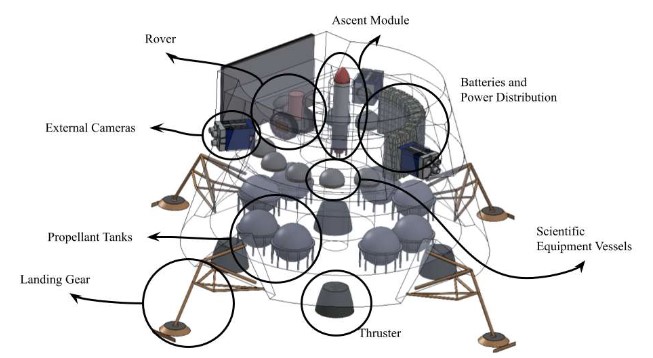 Ascent Module
Rover
Batteries and
Power Distribution
External Cameras
Propellant Tanks
Scientific
Equipment Vessels
Landing Gear
Thruster